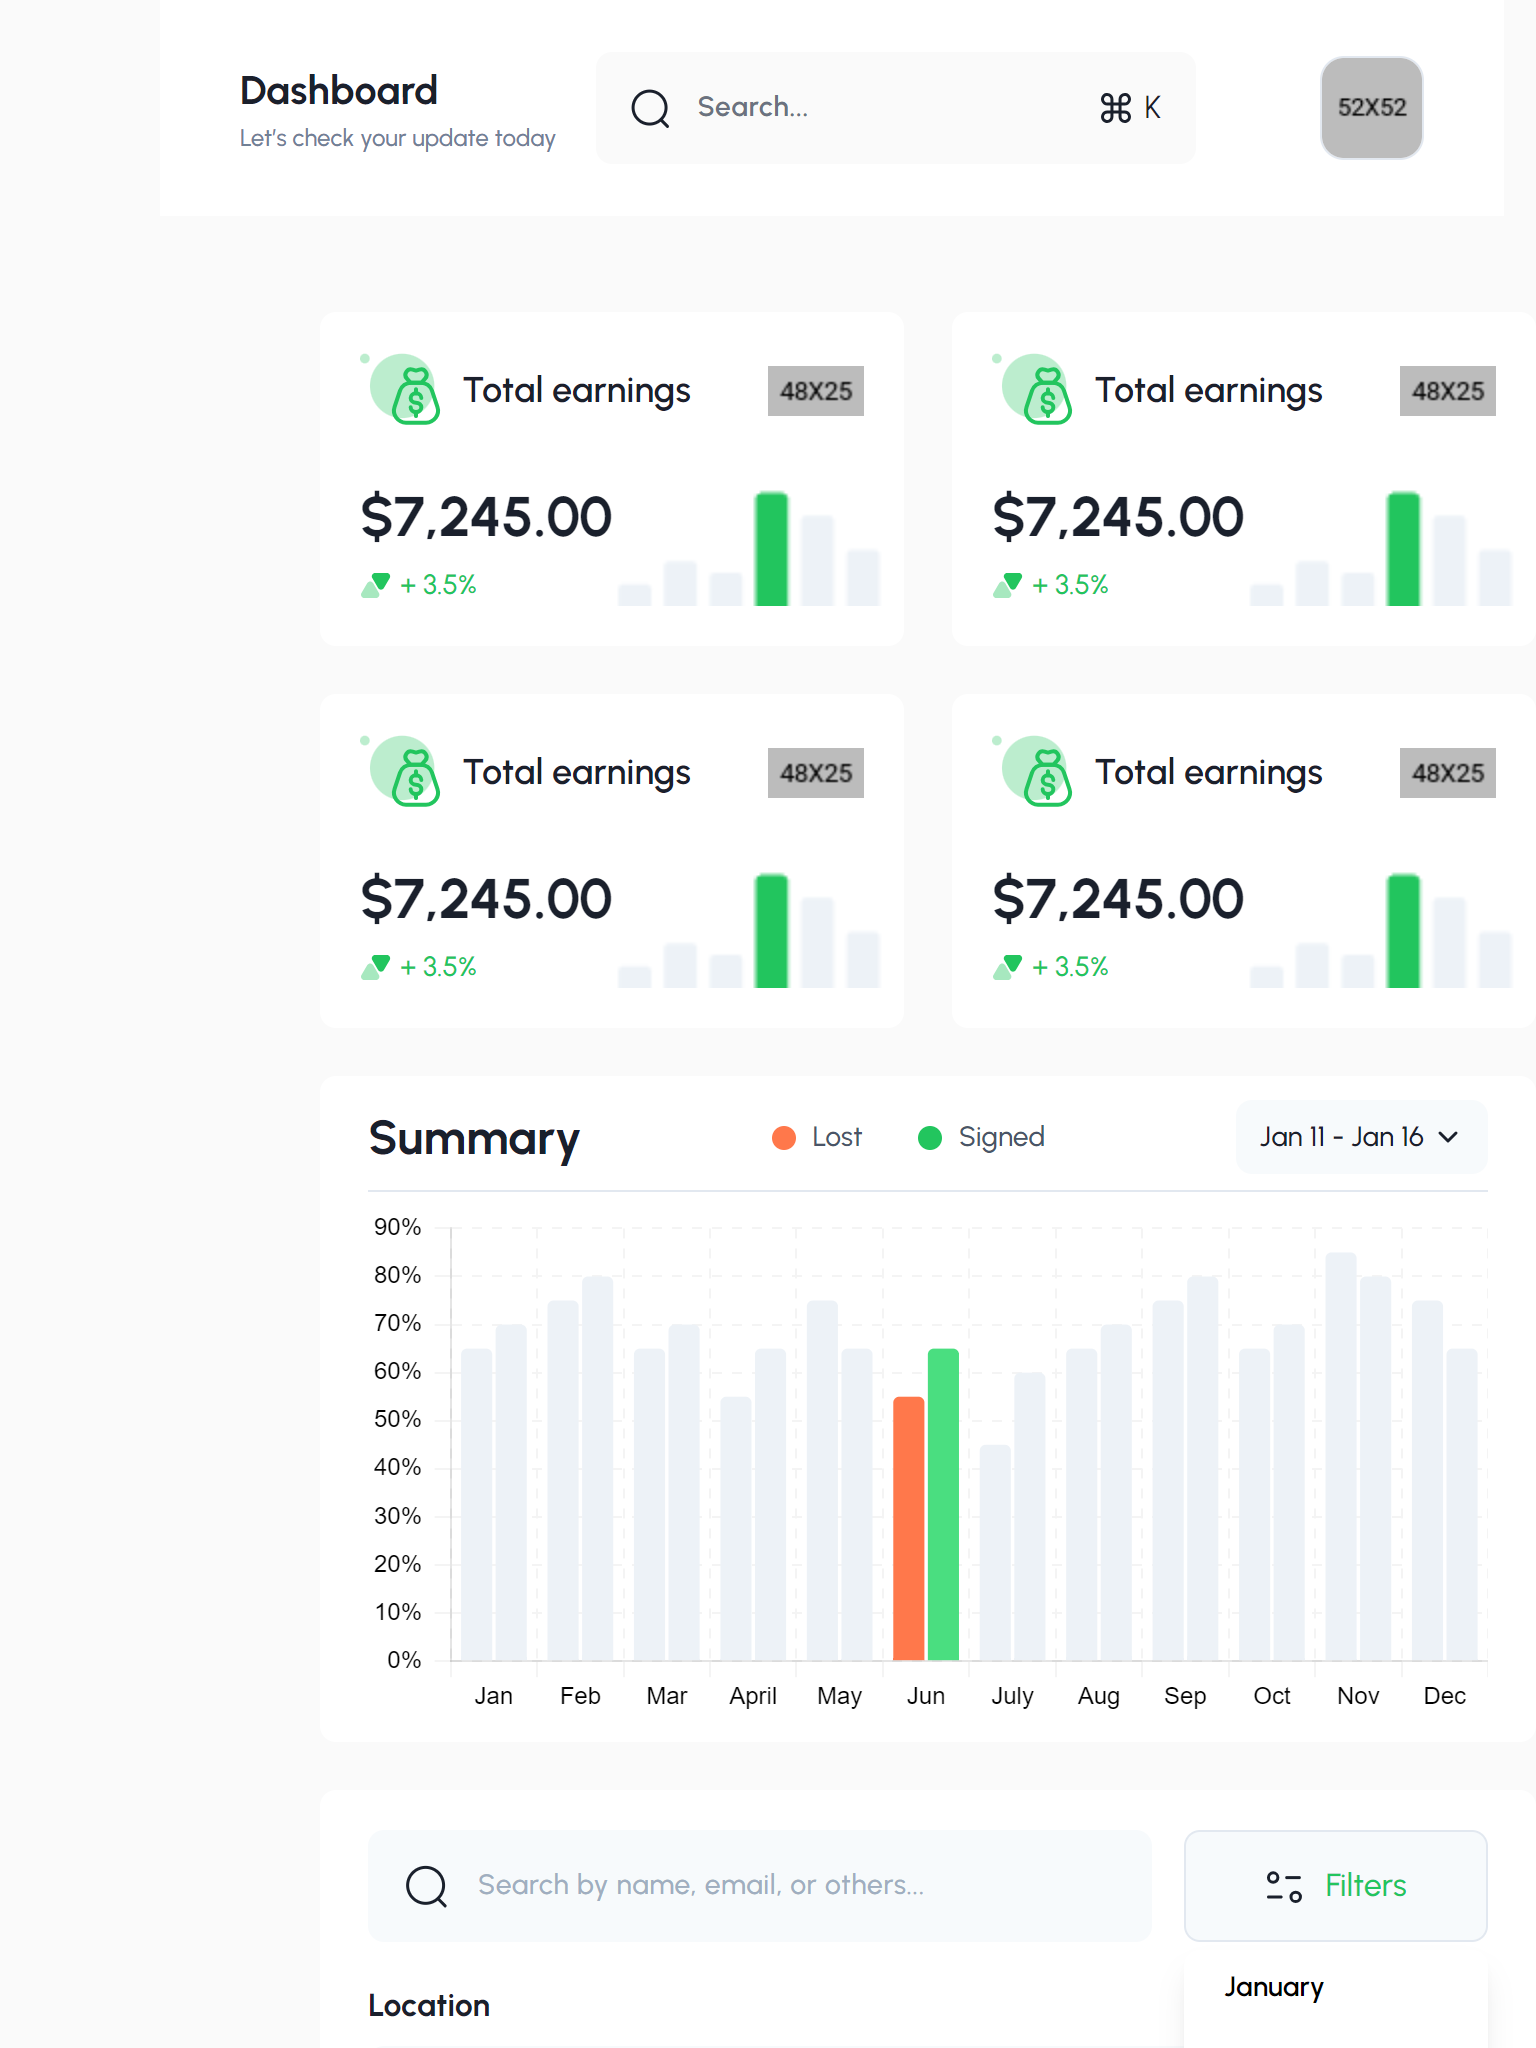 Dashboard
Let's check your update today
Search...
⌘ K
52X52
Total earnings
48X25
$7,245.00
+ 3.5%
Total earnings
48X25
$7,245.00
+ 3.5%
Total earnings
48X25
$7,245.00
+ 3.5%
Total earnings
48X25
$7,245.00
+ 3.5%
Summary
Lost
Signed
Jan 11 - Jan 16
90%
80%
70%
60%
50%
40%
30%
20%
10%
0%
Jan Feb Mar April May Jun July Aug Sep Oct Nov Dec
Search by name, email, or others...
Filters
January
Location